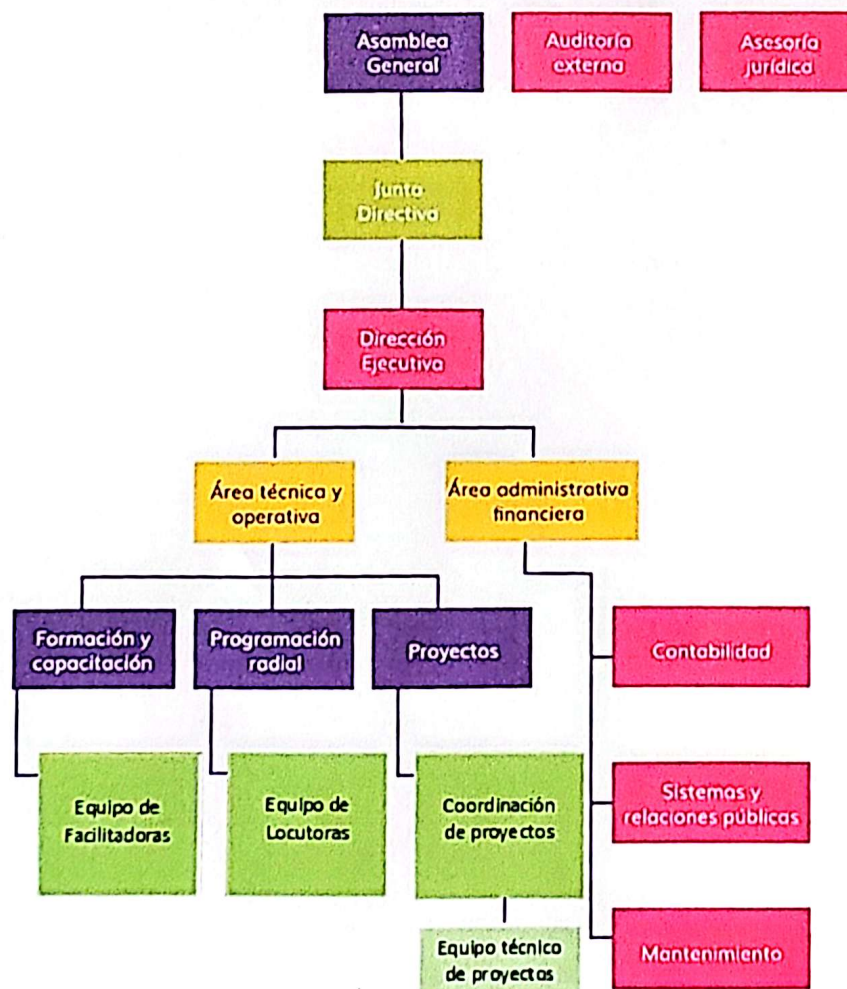 Asamblea
General
Auditoría
externa
Asesoría
jurídica
Junta
Directiva
Dirección
Ejecutiva
Área técnica y
operativa
Área administrativa
financiera
Formación y
capacitación
Programación
radial
Proyectos
Contabilidad
Equipo de
Facilitadoras
Equipo de
Locutoras
Coordinación
de proyectos
Sistemas y
relaciones públicas
Equipo técnico
de proyectos
Mantenimiento